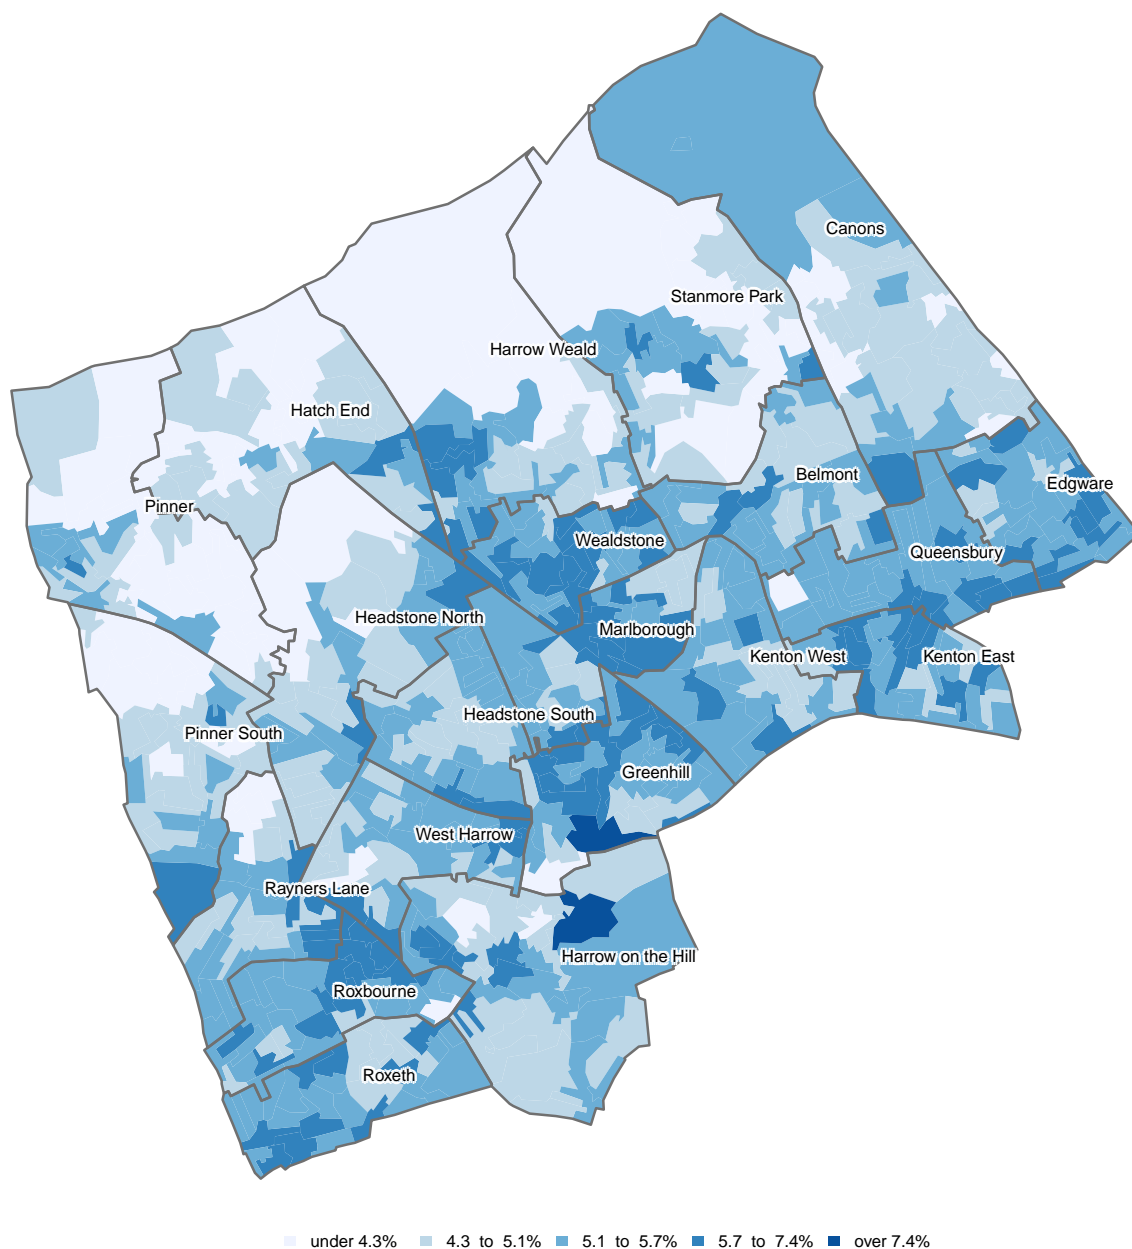 Canons
Stanmore Park
Harrow Weald
Hatch End
Belmont
Edgware
Pinner
Wealdstone
Queensbury
Headstone North
Marlborough
Kenton West
Kenton East
Headstone South
Pinner South
Greenhill
West Harrow
Rayners Lane
Harrow on the Hill
Roxbourne
Roxeth
under 4.3% 4.3 to 5.1% 5.1 to 5.7% 5.7 to 7.4% over 7.4%